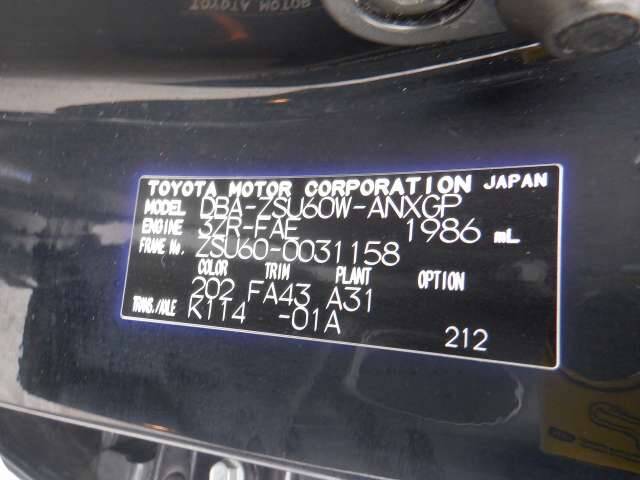 TOYOTA MOTOR CORPORATION JAPAN
MODEL DBA-ZSU60W-ANXGP
ENGINE 3ZR-FAE 1986 mL
FRAME No. ZSU60-0031158
COLOR TRIM PLANT OPTION
202 FA43 A31
TRANS./AXLE K114 -01A
212